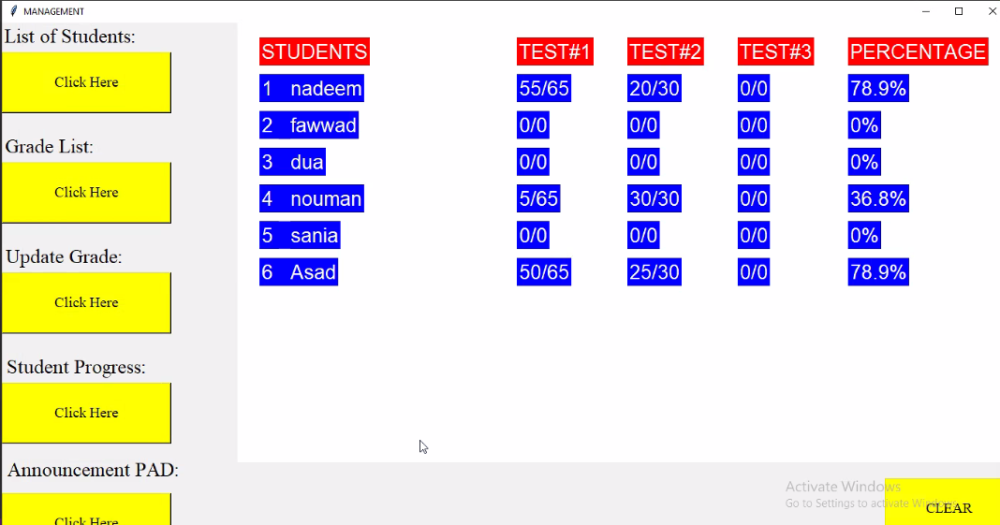 MANAGEMENT
List of Students:
Click Here
Grade List:
Click Here
Update Grade:
Click Here
Student Progress:
Click Here
Announcement PAD:
Click Here
STUDENTS TEST#1 TEST#2 TEST#3 PERCENTAGE
1 nadeem 55/65 20/30 0/0 78.9%
2 fawwad 0/0 0/0 0/0 0%
3 dua 0/0 0/0 0/0 0%
4 nouman 5/65 30/30 0/0 36.8%
5 sania 0/0 0/0 0/0 0%
6 Asad 50/65 25/30 0/0 78.9%
Activate Windows
Go to Settings to activate Windows.
CLEAR